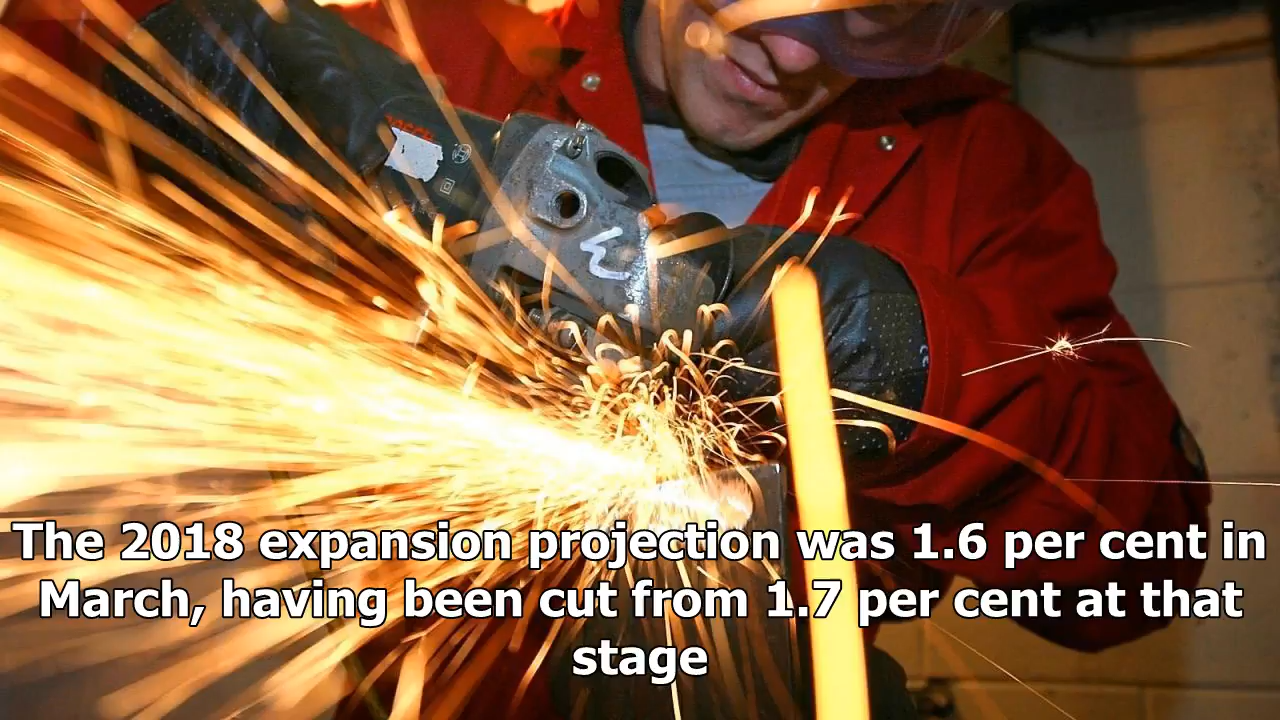 The 2018 expansion projection was 1.6 per cent in
March, having been cut from 1.7 per cent at that
stage